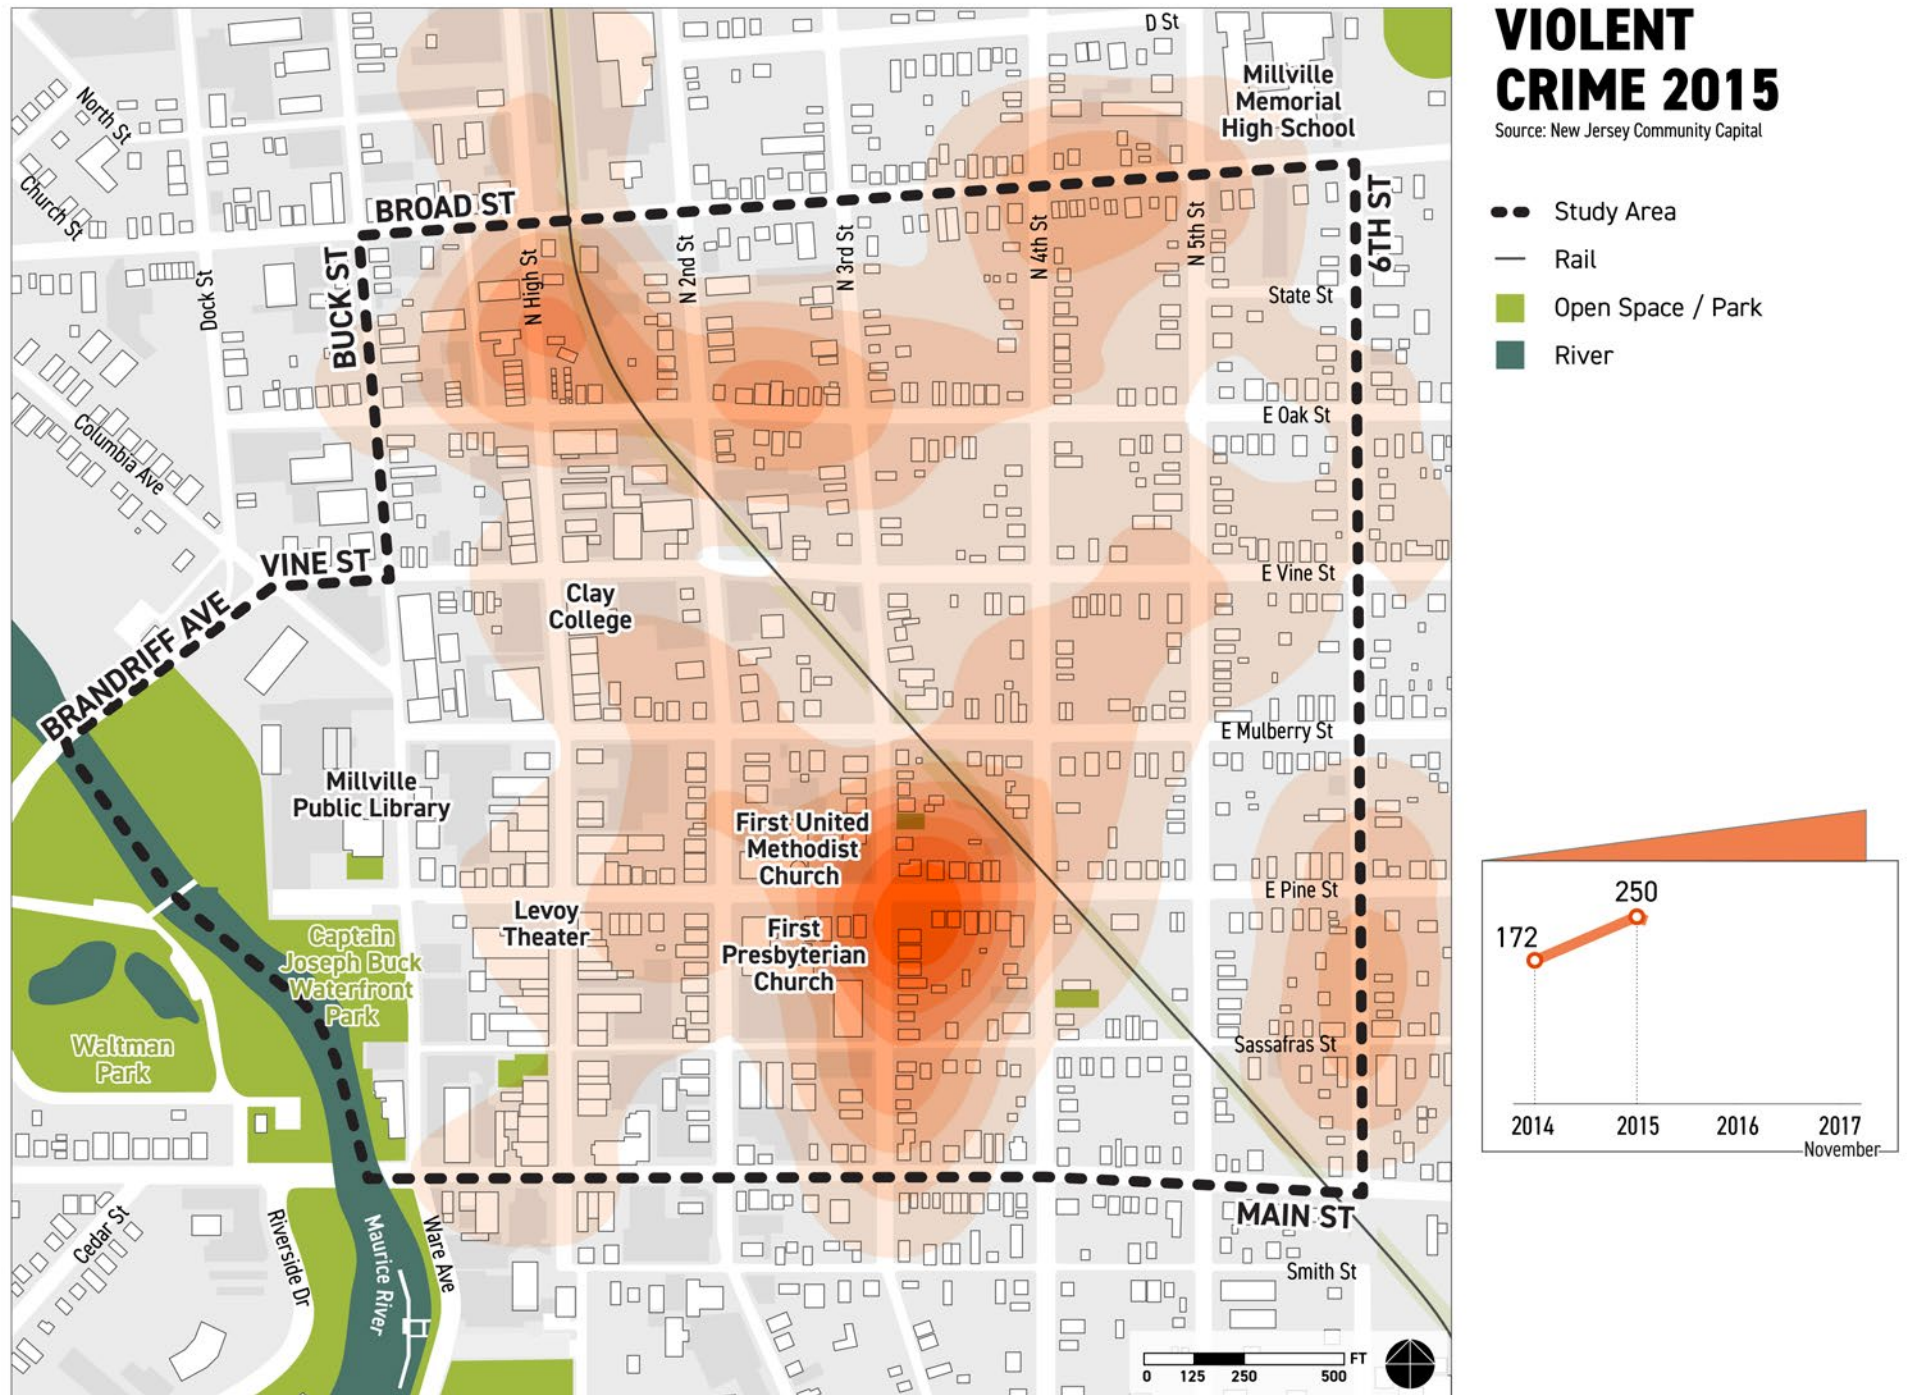 VIOLENT
CRIME 2015
Source: New Jersey Community Capital
Study Area
Rail
Open Space / Park
River
D St
Millville
Memorial
High School
North St
Church St
BROAD ST
6TH ST
BUCK ST
Dock St
N High St
N 2nd St
N 3rd St
N 4th St
N 5th St
State St
E Oak St
Columbia Ave
VINE ST
E Vine St
Clay
College
BRANDRIFF AVE
E Mulberry St
Millville
Public Library
First United
Methodist
Church
E Pine St
Levoy
Theater
First
Presbyterian
Church
Captain
Joseph Buck
Waterfront
Park
Waltman
Park
Sassafras St
MAIN ST
Cedar St
Riverside Dr
Maurice River
Ware Ave
Smith St
0 125 250 500 FT
172
250
2014 2015 2016 2017
November